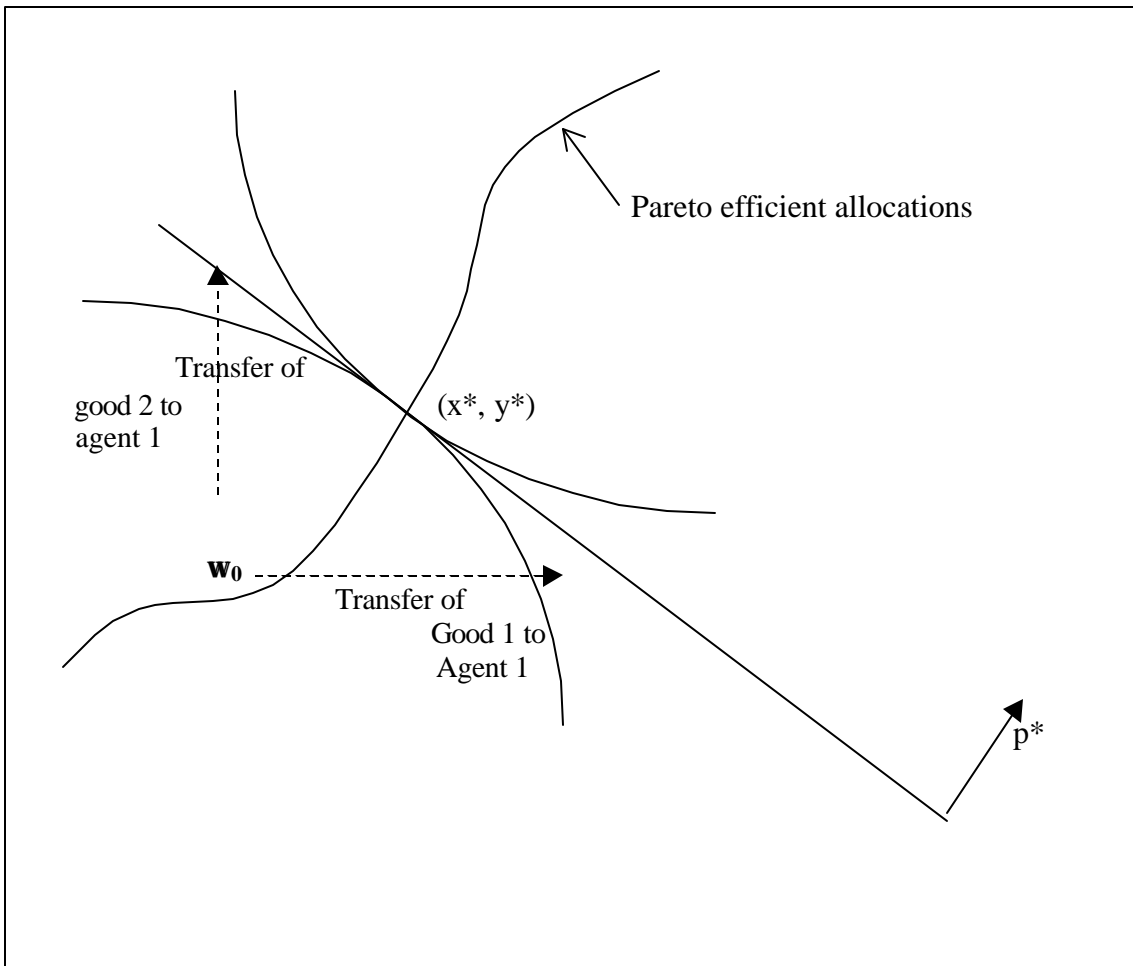 Pareto efficient allocations
Transfer of
good 2 to
agent 1
(x*, y*)
w₀
Transfer of
Good 1 to
Agent 1
p*